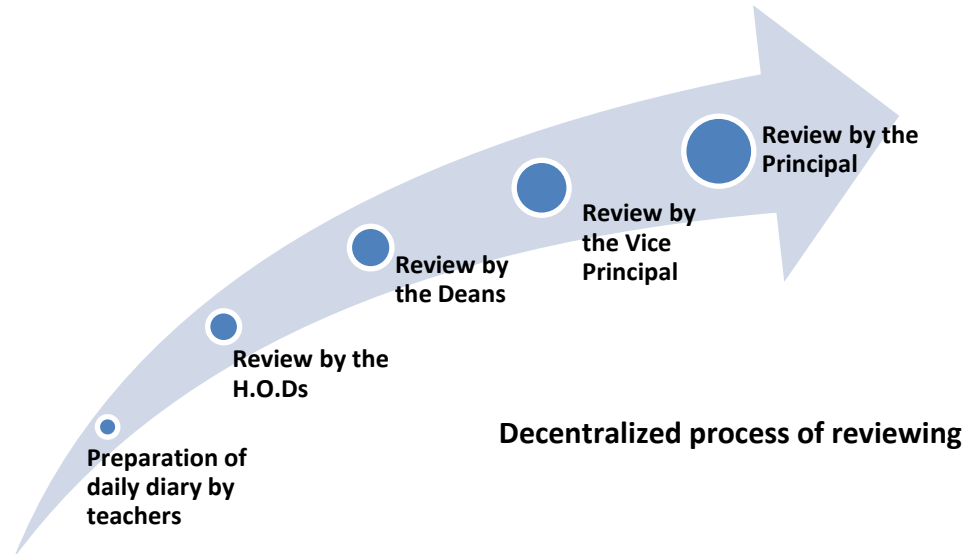 Preparation of
daily diary by
teachers
Review by the
H.O.Ds
Review by
the Deans
Review by
the Vice
Principal
Review by the
Principal
Decentralized process of reviewing